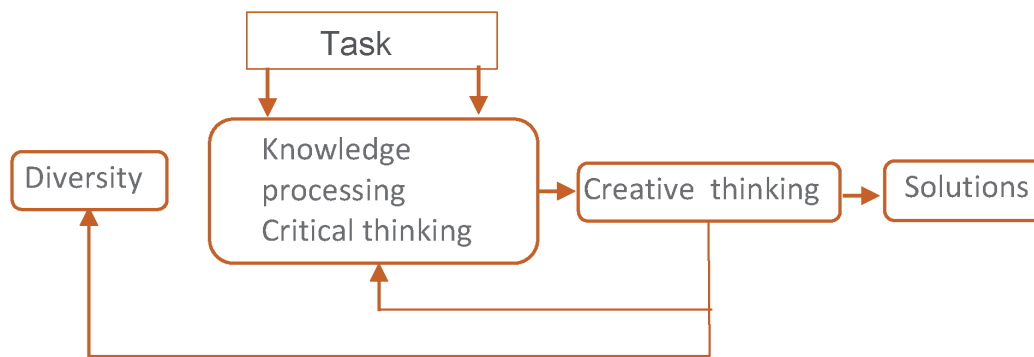 Task
Diversity
Knowledge
processing
Critical thinking
Creative  thinking
Solutions